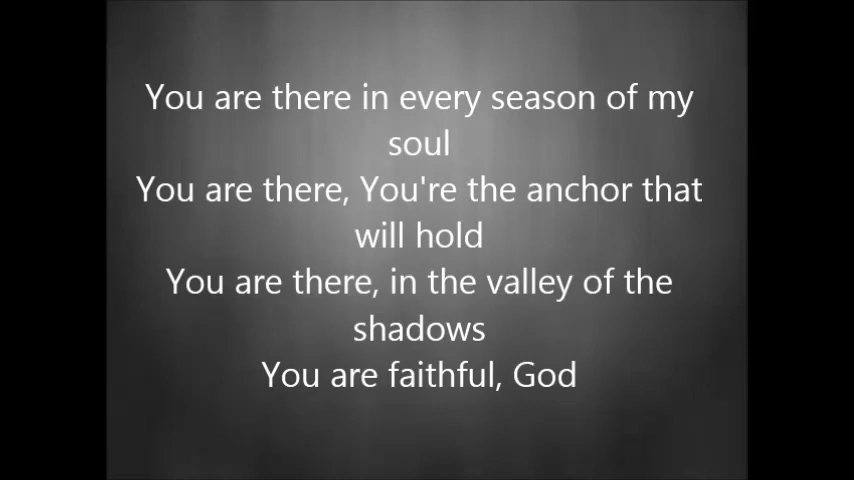 You are there in every season of my
soul
You are there, You're the anchor that
will hold
You are there, in the valley of the
shadows
You are faithful, God